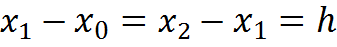 x₁ − x₀ = x₂ − x₁ = h